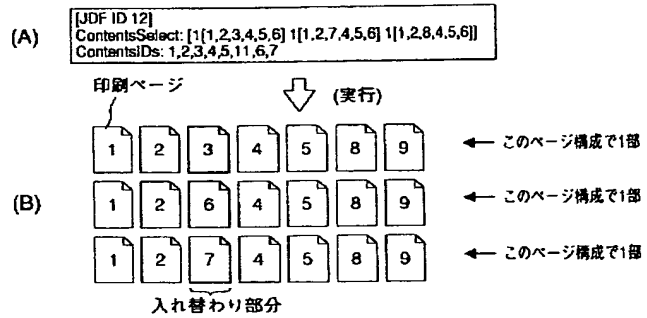 (A)
[JDF ID 12]
ContentsSelect: [1[1,2,3,4,5,6] 1[1,2,7,4,5,6] 1[1,2,8,4,5,6]]
ContentsIDs: 1,2,3,4,5,11,6,7
印刷ページ
(実行)
1 2 3 4 5 8 9 ← このページ構成で1部
(B)
1 2 6 4 5 8 9 ← このページ構成で1部
1 2 7 4 5 8 9 ← このページ構成で1部
入れ替わり部分